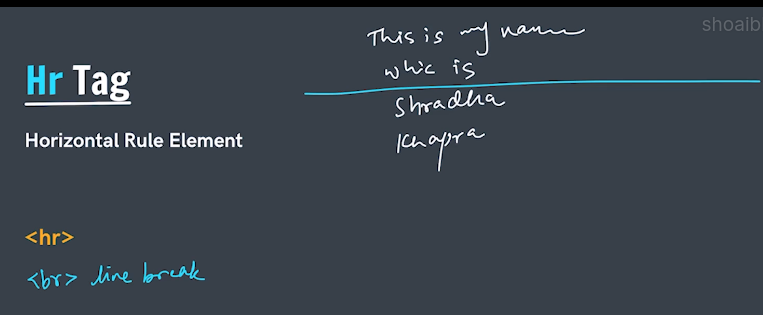 shoaib
This is my name
whic is
Hr Tag
Shradha
Khapra
Horizontal Rule Element
<hr>
<br> line break